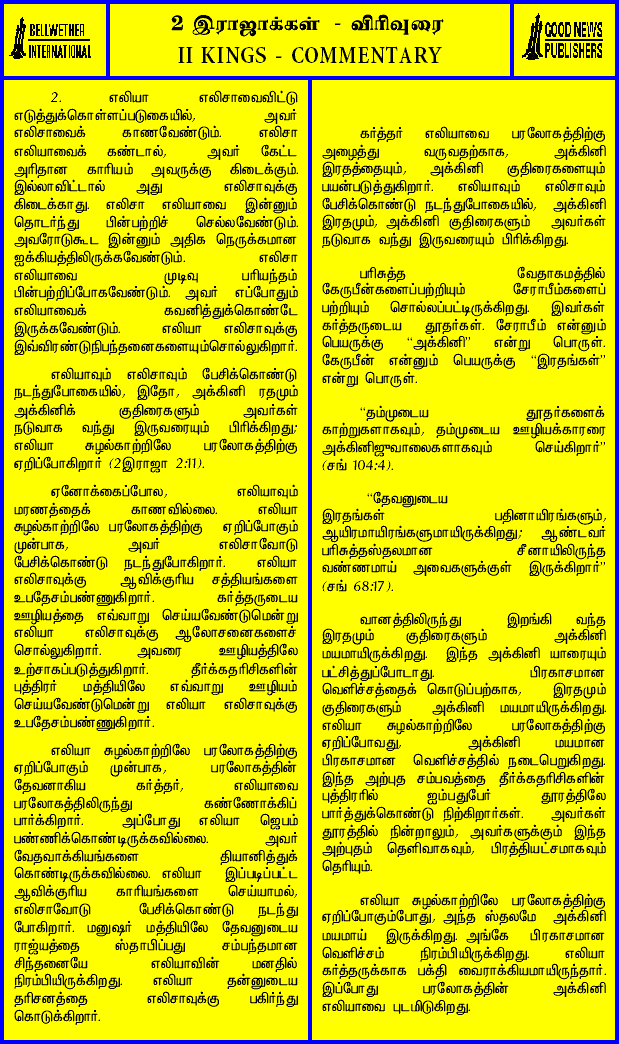 BELLWETHER
INTERNATIONAL
2 இராஜாக்கள் - விரிவுரை
II KINGS - COMMENTARY
GOOD NEWS
PUBLISHERS
2. எலியா எலிசாவைவிட்டு
எடுத்துக்கொள்ளப்படுகையில், அவர்
எலிசாவைக் காணவேண்டும். எலிசா
எலியாவைக் கண்டால், அவர் கேட்ட
அரிதான காரியம் அவருக்கு கிடைக்கும்.
இல்லாவிட்டால் அது எலிசாவுக்கு
கிடைக்காது. எலிசா எலியாவை இன்னும்
தொடர்ந்து பின்பற்றிச் செல்லவேண்டும்.
அவரோடுகூட இன்னும் அதிக நெருக்கமான
ஐக்கியத்திலிருக்கவேண்டும். எலிசா
எலியாவை முடிவு பரியந்தம்
பின்பற்றிப்போகவேண்டும். அவர் எப்போதும்
எலியாவைக் கவனித்துக்கொண்டே
இருக்கவேண்டும். எலியா எலிசாவுக்கு
இவ்விரண்டுநிபந்தனைகளையும்சொல்லுகிறார்.
எலியாவும் எலிசாவும் பேசிக்கொண்டு
நடந்துபோகையில், இதோ, அக்கினி ரதமும்
அக்கினிக் குதிரைகளும் அவர்கள்
நடுவாக வந்து இருவரையும் பிரிக்கிறது;
எலியா சுழல்காற்றிலே பரலோகத்திற்கு
ஏறிப்போகிறார் (2இராஜா 2:11).
ஏனோக்கைப்போல, எலியாவும்
மரணத்தைக் காணவில்லை. எலியா
சுழல்காற்றிலே பரலோகத்திற்கு ஏறிப்போகும்
முன்பாக, அவர் எலிசாவோடு
பேசிக்கொண்டு நடந்துபோகிறார். எலியா
எலிசாவுக்கு ஆவிக்குரிய சத்தியங்களை
உபதேசம்பண்ணுகிறார். கர்த்தருடைய
ஊழியத்தை எவ்வாறு செய்யவேண்டுமென்று
எலியா எலிசாவுக்கு ஆலோசனைகளைச்
சொல்லுகிறார். அவரை ஊழியத்திலே
உற்சாகப்படுத்துகிறார். தீர்க்கதரிசிகளின்
புத்திரர் மத்தியிலே எவ்வாறு ஊழியம்
செய்யவேண்டுமென்று எலியா எலிசாவுக்கு
உபதேசம்பண்ணுகிறார்.
எலியா சுழல்காற்றிலே பரலோகத்திற்கு
ஏறிப்போகும் முன்பாக, பரலோகத்தின்
தேவனாகிய கர்த்தர், எலியாவை
பரலோகத்திலிருந்து கண்ணோக்கிப்
பார்க்கிறார். அப்போது எலியா ஜெபம்
பண்ணிக்கொண்டிருக்கவில்லை. அவர்
வேதவாக்கியங்களை தியானித்துக்
கொண்டிருக்கவில்லை. எலியா இப்படிப்பட்ட
ஆவிக்குரிய காரியங்களை செய்யாமல்,
எலிசாவோடு பேசிக்கொண்டு நடந்து
போகிறார். மனுஷர் மத்தியிலே தேவனுடைய
ராஜ்யத்தை ஸ்தாபிப்பது சம்பந்தமான
சிந்தனையே எலியாவின் மனதில்
நிரம்பியிருக்கிறது. எலியா தன்னுடைய
தரிசனத்தை எலிசாவுக்கு பகிர்ந்து
கொடுக்கிறார்.
கர்த்தர் எலியாவை பரலோகத்திற்கு
அழைத்து வருவதற்காக, அக்கினி
இரதத்தையும், அக்கினி குதிரைகளையும்
பயன்படுத்துகிறார். எலியாவும் எலிசாவும்
பேசிக்கொண்டு நடந்துபோகையில், அக்கினி
இரதமும், அக்கினி குதிரைகளும் அவர்கள்
நடுவாக வந்து இருவரையும் பிரிக்கிறது.
பரிசுத்த வேதாகமத்தில்
கேருபீன்களைப்பற்றியும் சேராபீம்களைப்
பற்றியும் சொல்லப்பட்டிருக்கிறது. இவர்கள்
கர்த்தருடைய தூதர்கள். சேராபீம் என்னும்
பெயருக்கு “அக்கினி” என்று பொருள்.
கேருபீன் என்னும் பெயருக்கு “இரதங்கள்”
என்று பொருள்.
“தம்முடைய தூதர்களைக்
காற்றுகளாகவும், தம்முடைய ஊழியக்காரரை
அக்கினிஜுவாலைகளாகவும் செய்கிறார்”
(சங் 104:4).
“தேவனுடைய
இரதங்கள் பதினாயிரங்களும்,
ஆயிரமாயிரங்களுமாயிருக்கிறது; ஆண்டவர்
பரிசுத்தஸ்தலமான சீனாயிலிருந்த
வண்ணமாய் அவைகளுக்குள் இருக்கிறார்”
(சங் 68:17).
வானத்திலிருந்து இறங்கி வந்த
இரதமும் குதிரைகளும் அக்கினி
மயமாயிருக்கிறது. இந்த அக்கினி யாரையும்
பட்சித்துப்போடாது. பிரகாசமான
வெளிச்சத்தைக் கொடுப்பற்காக, இரதமும்
குதிரைகளும் அக்கினி மயமாயிருக்கிறது.
எலியா சுழல்காற்றிலே பரலோகத்திற்கு
ஏறிப்போவது, அக்கினி மயமான
பிரகாசமான வெளிச்சத்தில் நடைபெறுகிறது.
இந்த அற்புத சம்பவத்தை தீர்க்கதரிசிகளின்
புத்திரரில் ஐம்பதுபேர் தூரத்திலே
பார்த்துக்கொண்டு நிற்கிறார்கள். அவர்கள்
தூரத்தில் நின்றாலும், அவர்களுக்கும் இந்த
அற்புதம் தெளிவாகவும், பிரத்தியட்சமாகவும்
தெரியும்.
எலியா சுழல்காற்றிலே பரலோகத்திற்கு
ஏறிப்போகும்போது, அந்த ஸ்தலமே அக்கினி
மயமாய் இருக்கிறது. அங்கே பிரகாசமான
வெளிச்சம் நிரம்பியிருக்கிறது. எலியா
கர்த்தருக்காக பக்தி வைராக்கியமாயிருந்தார்.
இப்போது பரலோகத்தின் அக்கினி
எலியாவை புடமிடுகிறது.